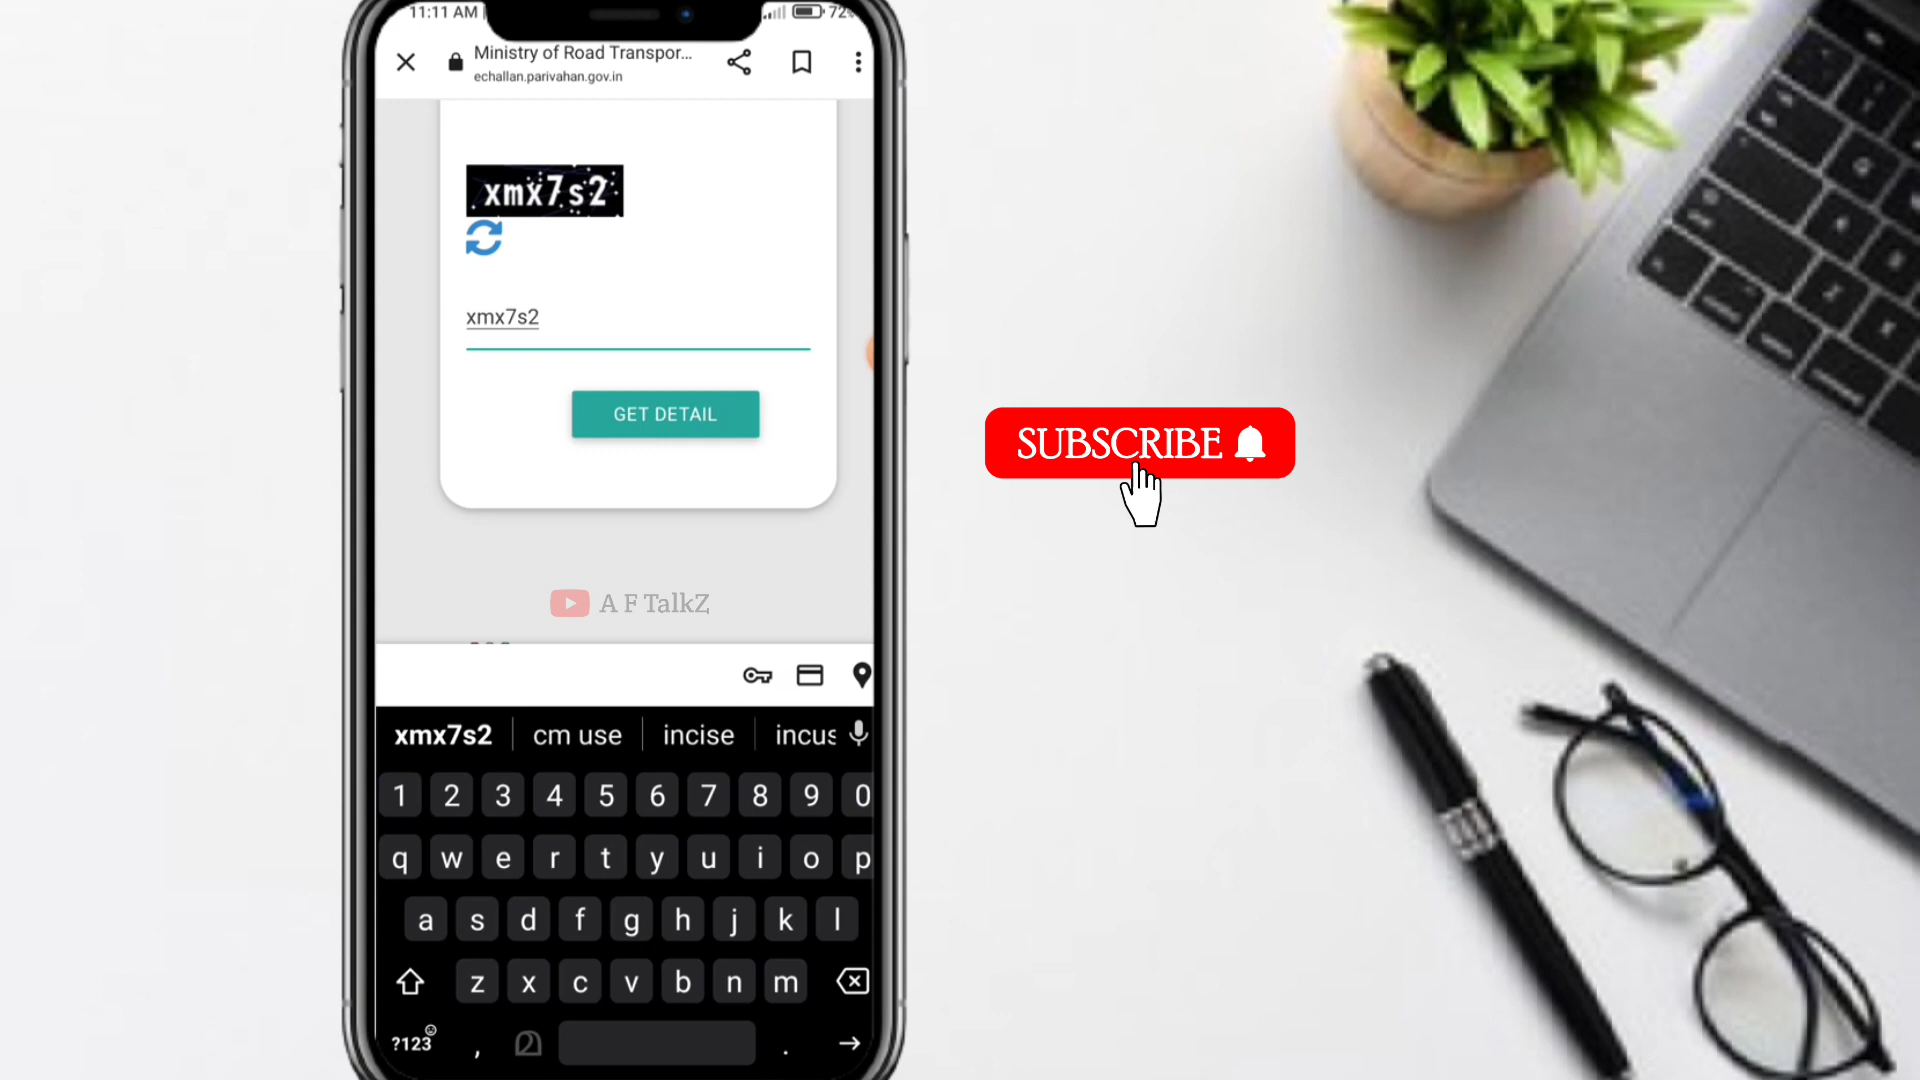 11:11 AM
Ministry of Road Transpor...
echallan.parivahan.gov.in
xmx7s2
xmx7s2
GET DETAIL
SUBSCRIBE
A F TalkZ
xmx7s2 cm use incise incus
1 2 3 4 5 6 7 8 9 0
q w e r t y u i o p
a s d f g h j k l
z x c v b n m
?123 , .